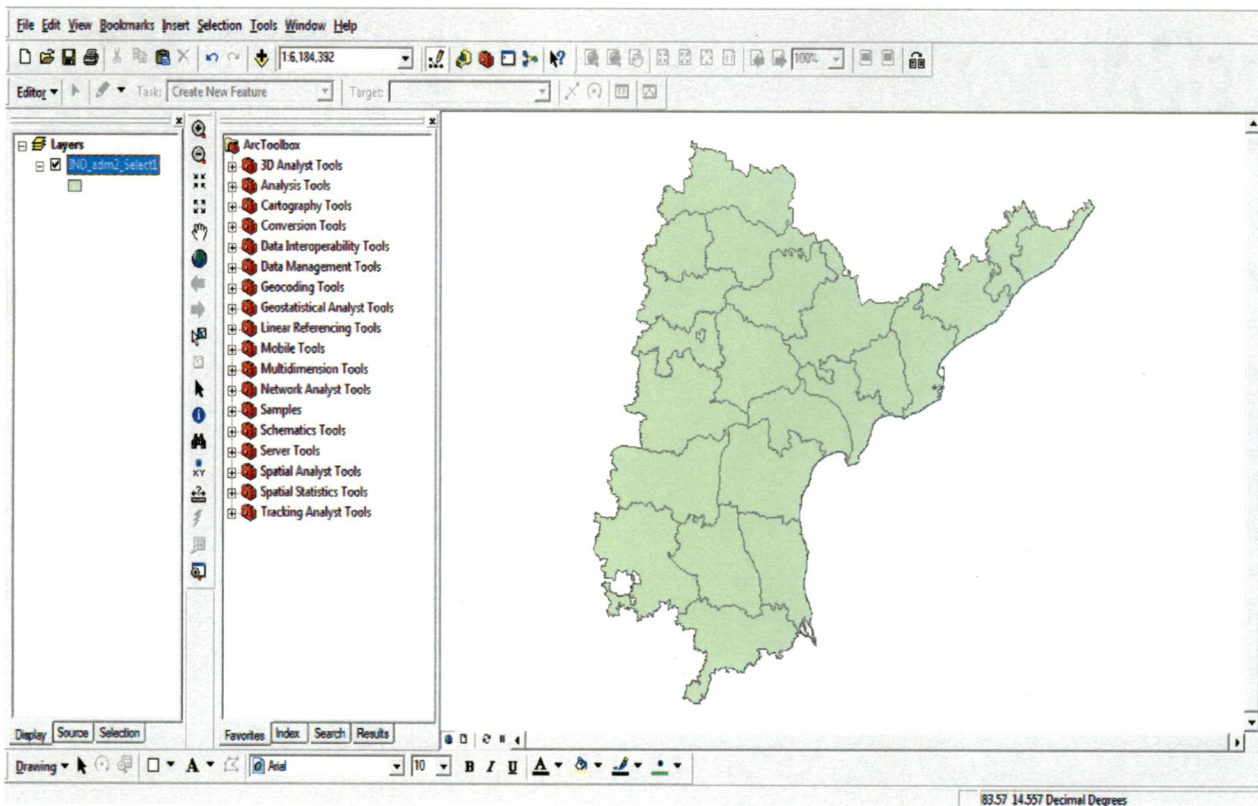 File Edit View Bookmarks Insert Selection Tools Window Help
1:6,184,392
100%
Editor Task: Create New Feature Target:
Layers
IND_adm2_Select1
ArcToolbox
3D Analyst Tools
Analysis Tools
Cartography Tools
Conversion Tools
Data Interoperability Tools
Data Management Tools
Geocoding Tools
Geostatistical Analyst Tools
Linear Referencing Tools
Mobile Tools
Multidimension Tools
Network Analyst Tools
Samples
Schematics Tools
Server Tools
Spatial Analyst Tools
Spatial Statistics Tools
Tracking Analyst Tools
XY
Display Source Selection
Favorites Index Search Results
Drawing A Arial 10 B I U A
83.57 14.557 Decimal Degrees